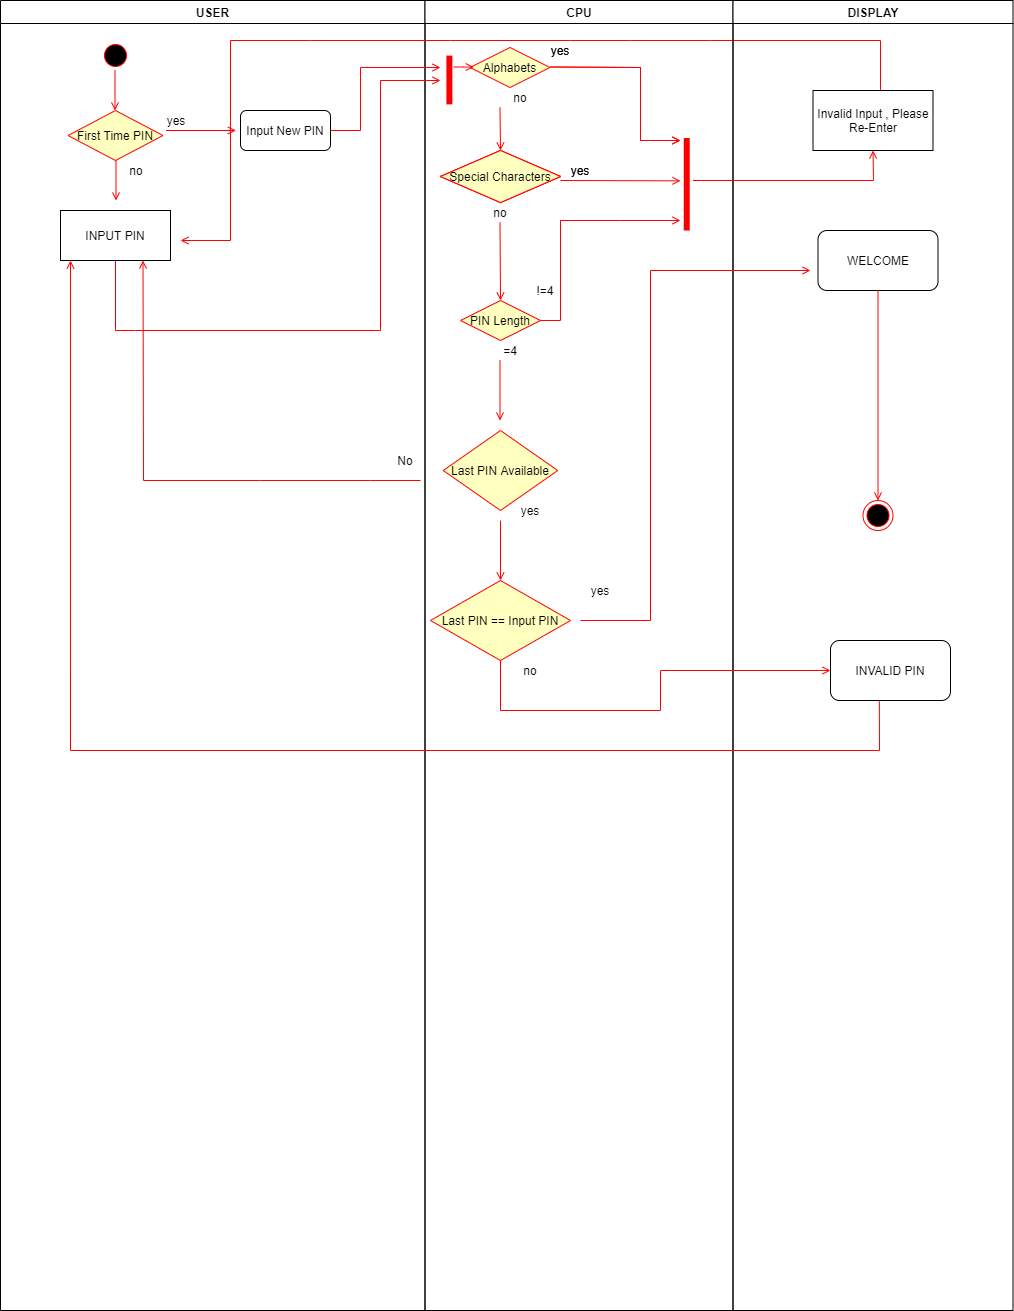 USER
CPU
DISPLAY
yes
Alphabets
no
Invalid Input , Please
Re-Enter
First Time PIN
yes
Input New PIN
no
Special Characters
yes
no
INPUT PIN
WELCOME
!=4
PIN Length
=4
No
Last PIN Available
yes
yes
Last PIN == Input PIN
no
INVALID PIN